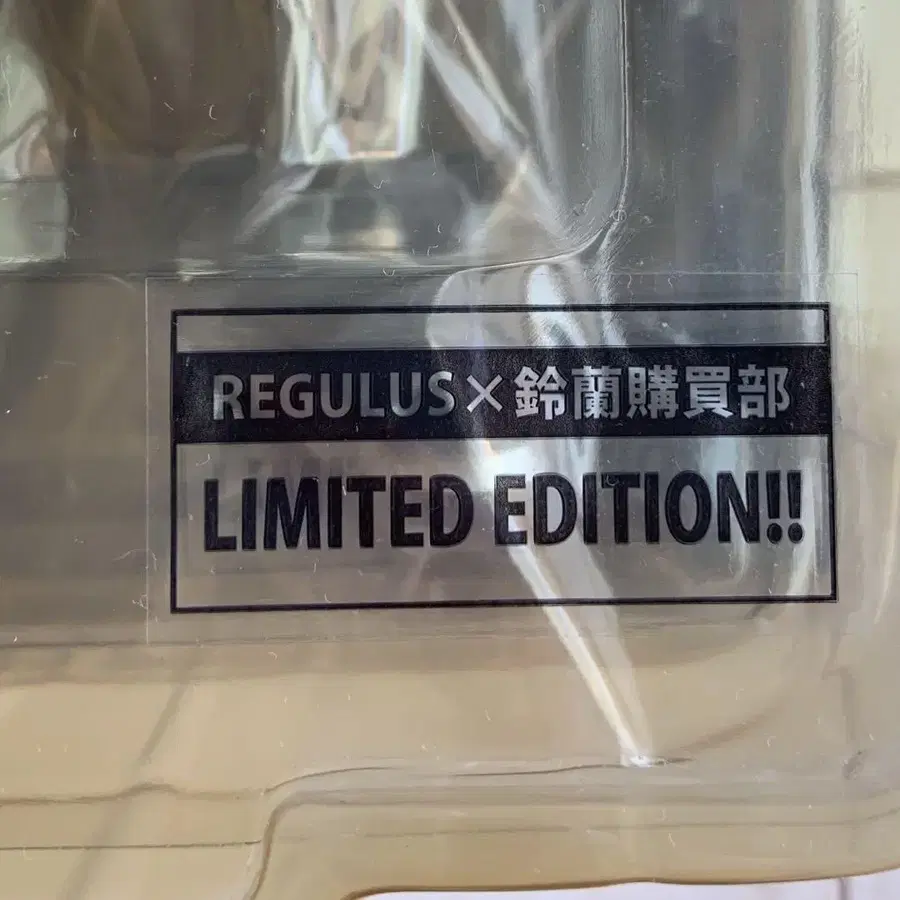 REGULUS×鈴蘭購買部
LIMITED EDITION!!